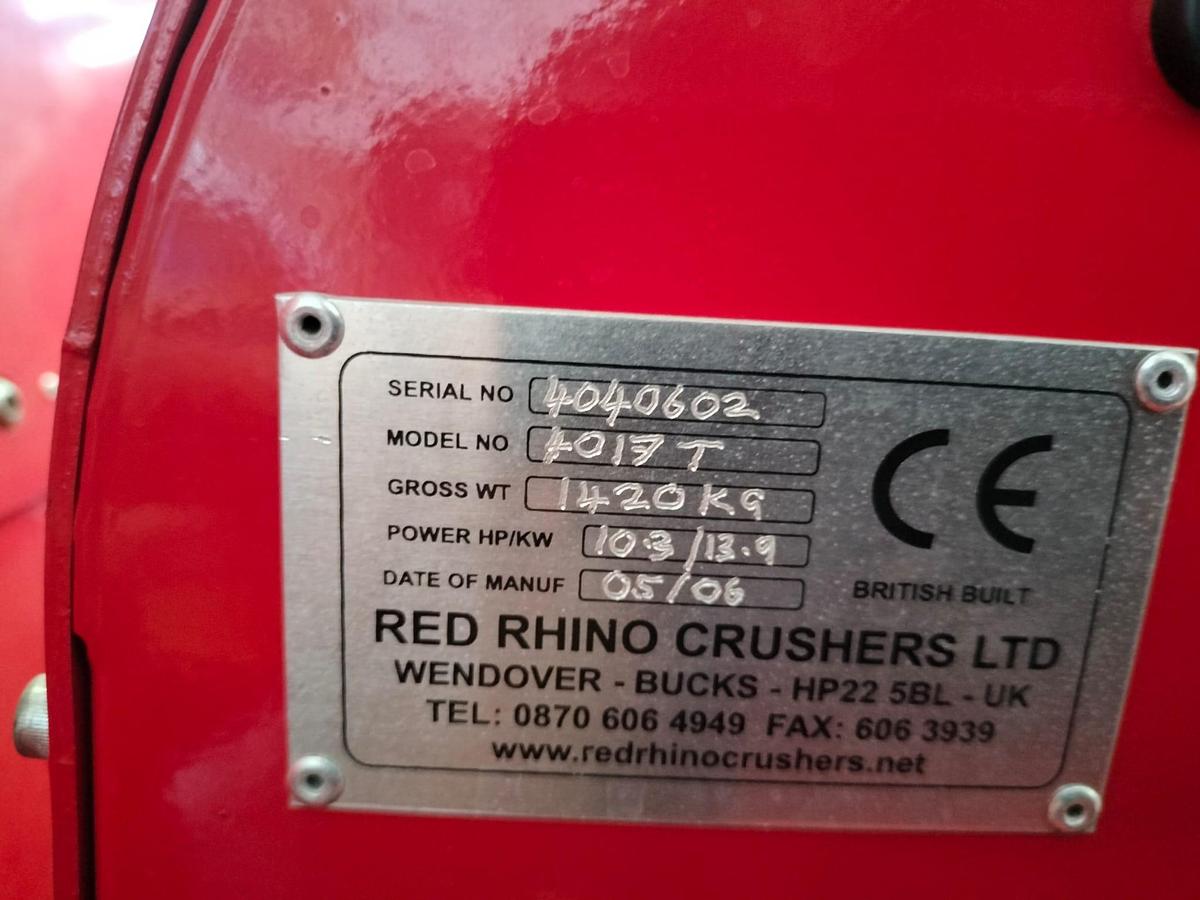 SERIAL NO 4040602
MODEL NO 4017 T
GROSS WT 1420 KG
POWER HP/KW 10.3/13.9
DATE OF MANUF 05/06
CE
BRITISH BUILT
RED RHINO CRUSHERS LTD
WENDOVER - BUCKS - HP22 5BL - UK
TEL: 0870 606 4949 FAX: 606 3939
www.redrhinocrushers.net